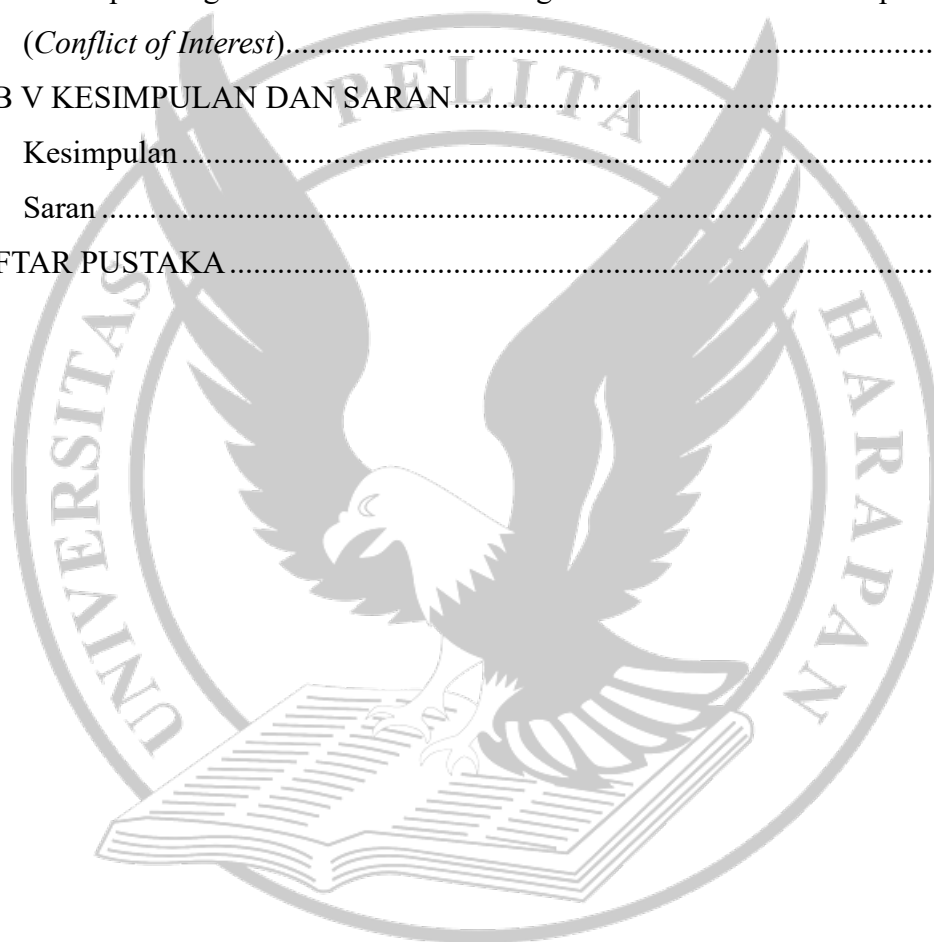 (Conflict of Interest)........................................................................
B V KESIMPULAN DAN SARAN........................................................
Kesimpulan........................................................................................
Saran..................................................................................................
FTAR PUSTAKA................................................................................
UNIVERSITAS PELITA HARAPAN